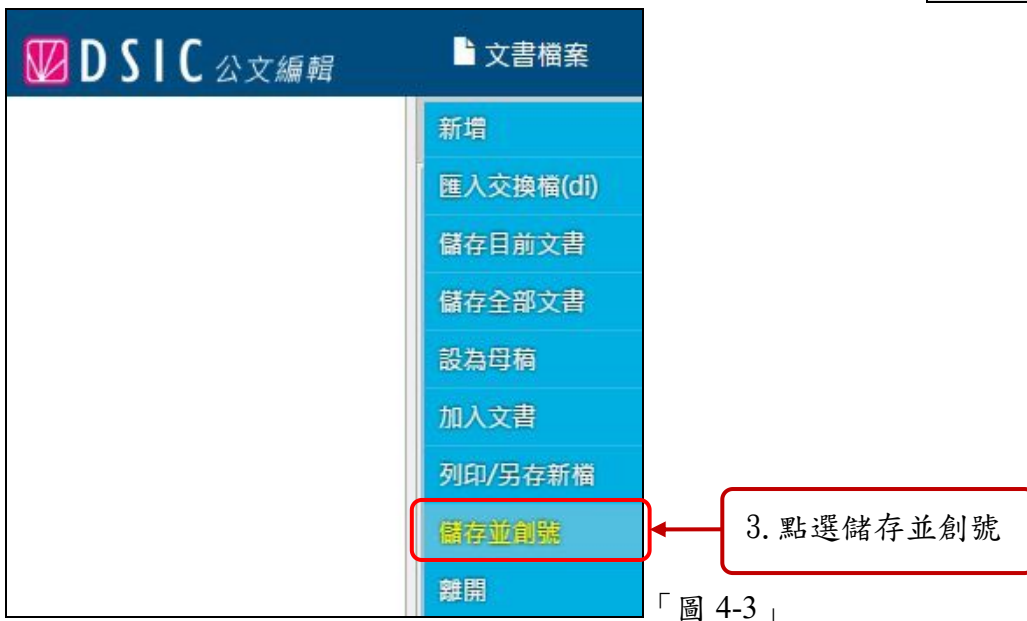 DSIC 公文編輯
文書檔案
新增
匯入交換檔(di)
儲存目前文書
儲存全部文書
設為母稿
加入文書
列印/另存新檔
儲存並創號
離開
3.點選儲存並創號
「圖 4-3」